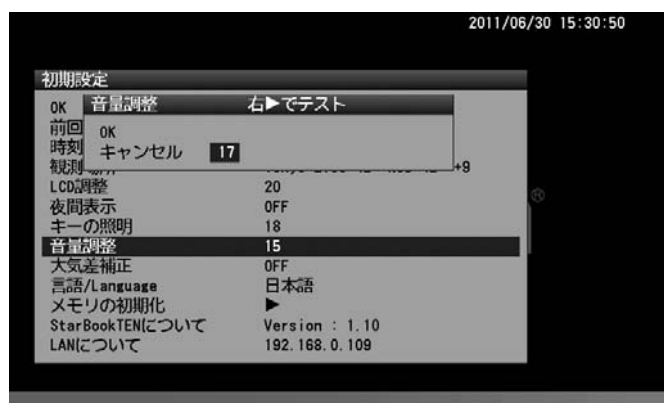 2011/06/30 15:30:50
初期設定
音量調整 右▶でテスト
OK
キャンセル 17
OK
前回
時刻
観測 +9
LCD調整 20
夜間表示 OFF
キーの照明 18
音量調整 15
大気差補正 OFF
言語/Language 日本語
メモリの初期化 ▶
StarBookTENについて Version : 1.10
LANについて 192.168.0.109
®